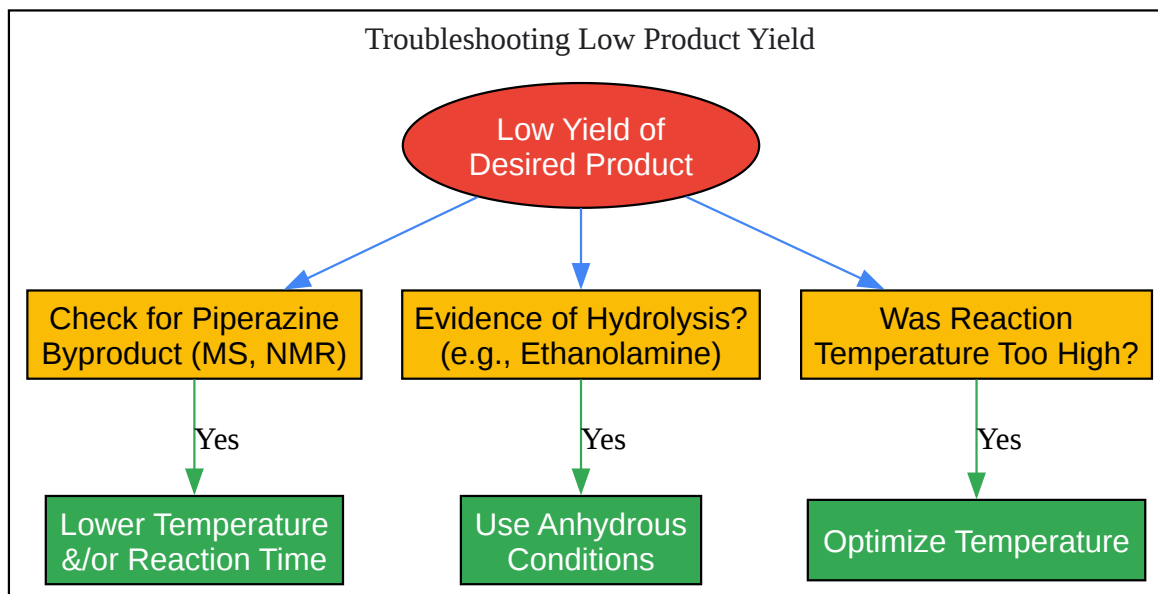 Troubleshooting Low Product Yield
Low Yield of
Desired Product
Check for Piperazine
Byproduct (MS, NMR)
Evidence of Hydrolysis?
(e.g., Ethanolamine)
Was Reaction
Temperature Too High?
Yes
Yes
Yes
Lower Temperature
&/or Reaction Time
Use Anhydrous
Conditions
Optimize Temperature